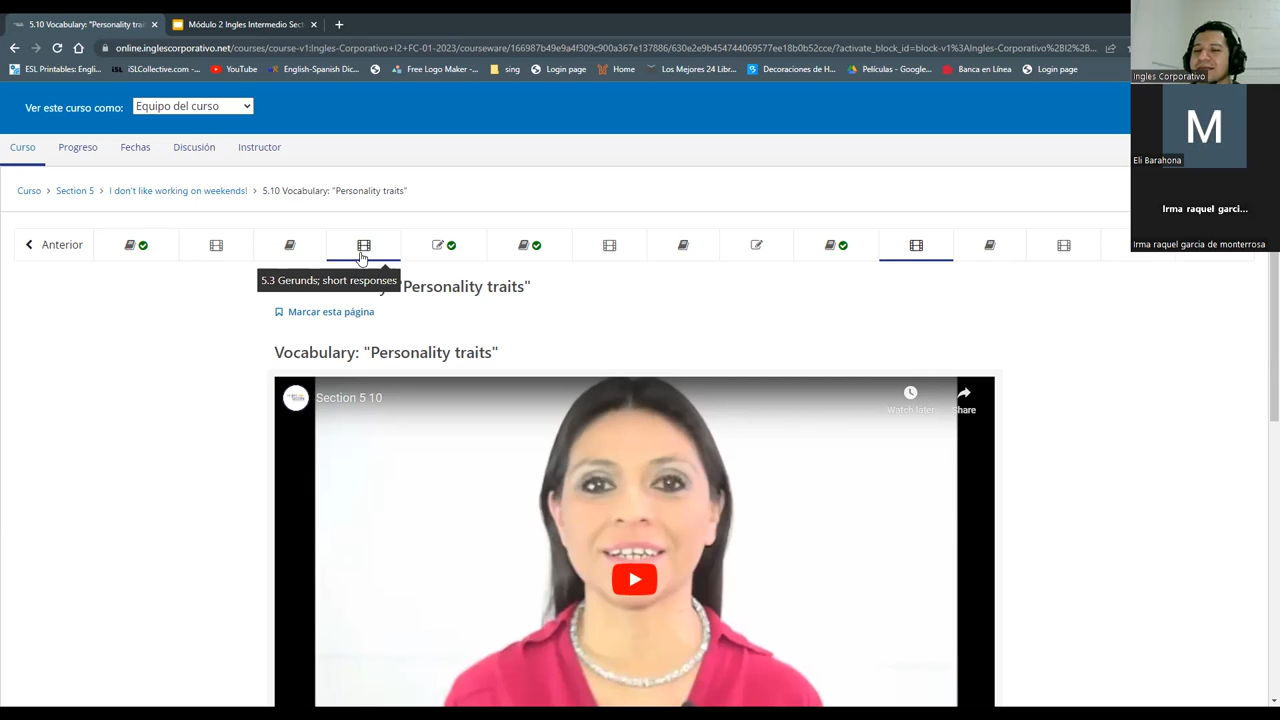 5.10 Vocabulary: "Personality trai
Módulo 2 Ingles Intermedio Sect
online.inglescorporativo.net/courses/course-v1:Ingles-Corporativo+I2+FC-01-2023/courseware/166987b49e9a4f309c900a367e137886/630e2e9b454744069577ee18b0b52cce/?activate_block_id=block-v1%3AIngles-Corporativo%2BI2%2B...
ESL Printables: Engli...
iSLCollective.com -...
YouTube
English-Spanish Dic...
Free Logo Maker -...
sing
Login page
Home
Los Mejores 24 Libr...
Decoraciones de H...
Películas - Google...
Banca en Línea
Login page
Ingles Corporativo
M
Eli Barahona
Irma raquel garci...
Irma raquel garcia de monterrosa
Ver este curso como:
Equipo del curso
Curso
Progreso
Fechas
Discusión
Instructor
Curso > Section 5 > I don't like working on weekends! > 5.10 Vocabulary: "Personality traits"
Anterior
5.3 Gerunds; short responses
"Personality traits"
Marcar esta página
Vocabulary: "Personality traits"
Section 5 10
Watch later
Share